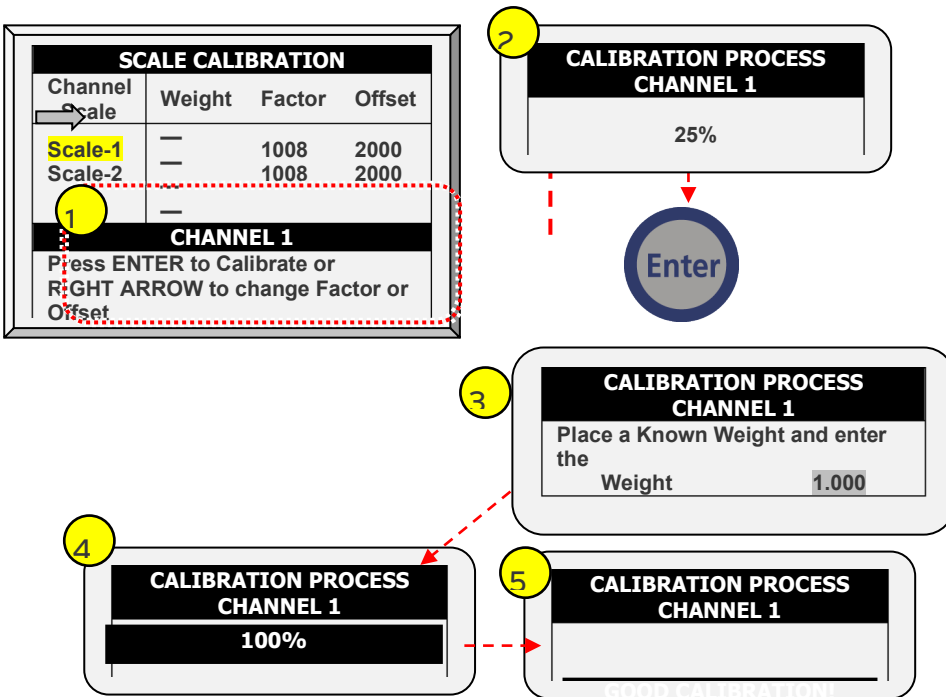 SCALE CALIBRATION
Channel Weight Factor Offset
Scale
Scale-1 1008 2000
Scale-2 1008 2000
1
CHANNEL 1
Press ENTER to Calibrate or
RIGHT ARROW to change Factor or
Offset
2
CALIBRATION PROCESS
CHANNEL 1
25%
Enter
3
CALIBRATION PROCESS
CHANNEL 1
Place a Known Weight and enter
the
Weight 1.000
4
CALIBRATION PROCESS
CHANNEL 1
100%
5
CALIBRATION PROCESS
CHANNEL 1
GOOD CALIBRATION!